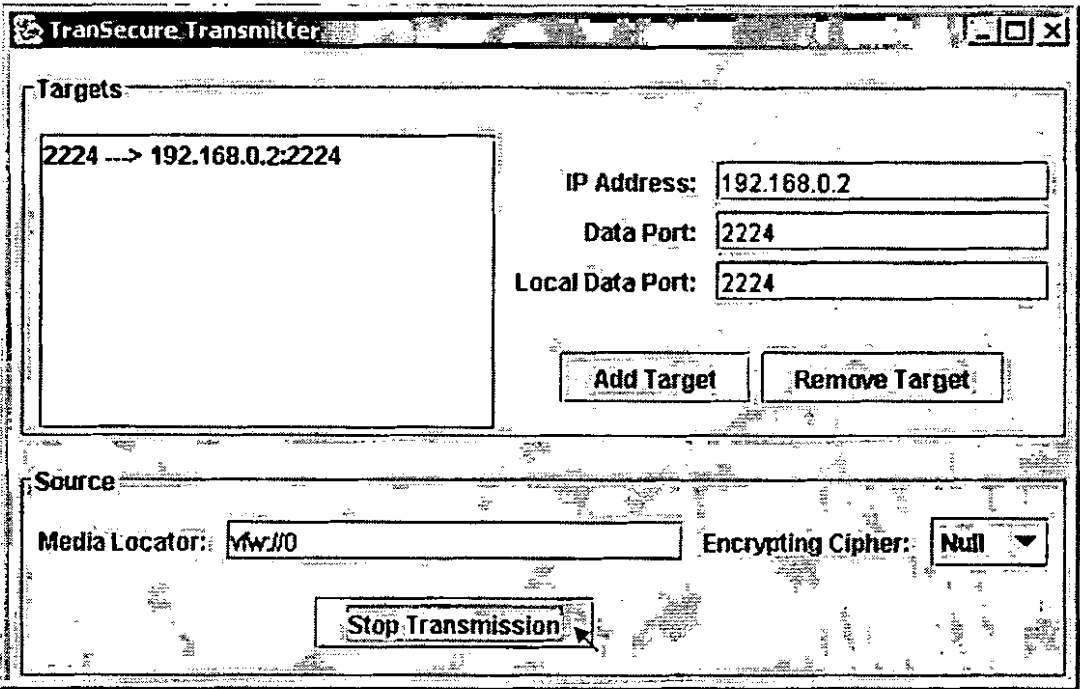 TranSecure Transmitter
Targets
2224 ---> 192.168.0.2:2224
IP Address: 192.168.0.2
Data Port: 2224
Local Data Port: 2224
Add Target Remove Target
Source
Media Locator: vfw://0 Encrypting Cipher: Null
Stop Transmission